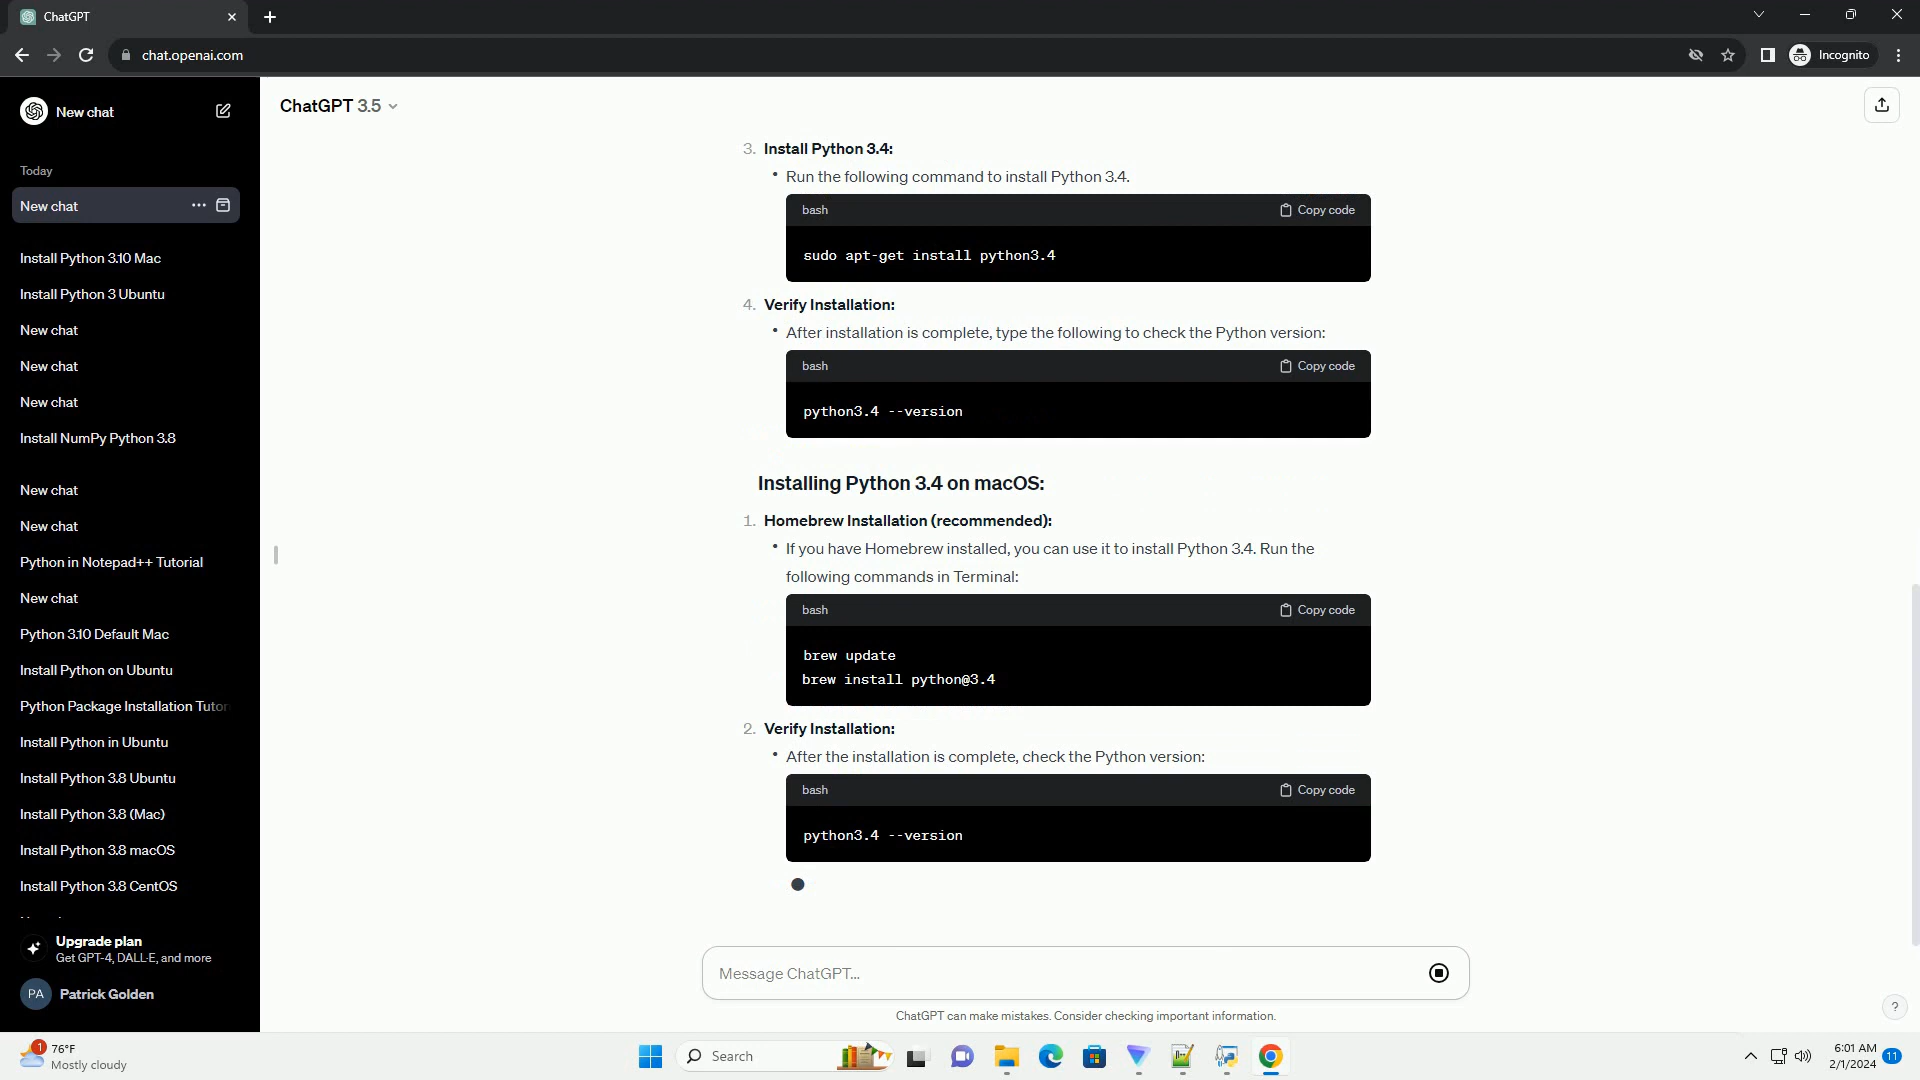 ChatGPT
chat.openai.com
Incognito
New chat
ChatGPT 3.5
Today
New chat
Install Python 3.10 Mac
Install Python 3 Ubuntu
New chat
New chat
New chat
Install NumPy Python 3.8
New chat
New chat
Python in Notepad++ Tutorial
New chat
Python 3.10 Default Mac
Install Python on Ubuntu
Python Package Installation Tutor
Install Python in Ubuntu
Install Python 3.8 Ubuntu
Install Python 3.8 (Mac)
Install Python 3.8 macOS
Install Python 3.8 CentOS
Upgrade plan
Get GPT-4, DALL·E, and more
PA Patrick Golden
3. Install Python 3.4:
• Run the following command to install Python 3.4.
bash Copy code
sudo apt-get install python3.4
4. Verify Installation:
• After installation is complete, type the following to check the Python version:
bash Copy code
python3.4 --version
Installing Python 3.4 on macOS:
1. Homebrew Installation (recommended):
• If you have Homebrew installed, you can use it to install Python 3.4. Run the
following commands in Terminal:
bash Copy code
brew update
brew install python@3.4
2. Verify Installation:
• After the installation is complete, check the Python version:
bash Copy code
python3.4 --version
Message ChatGPT...
ChatGPT can make mistakes. Consider checking important information.
?
1
76°F
Mostly cloudy
Search
6:01 AM
2/1/2024
11